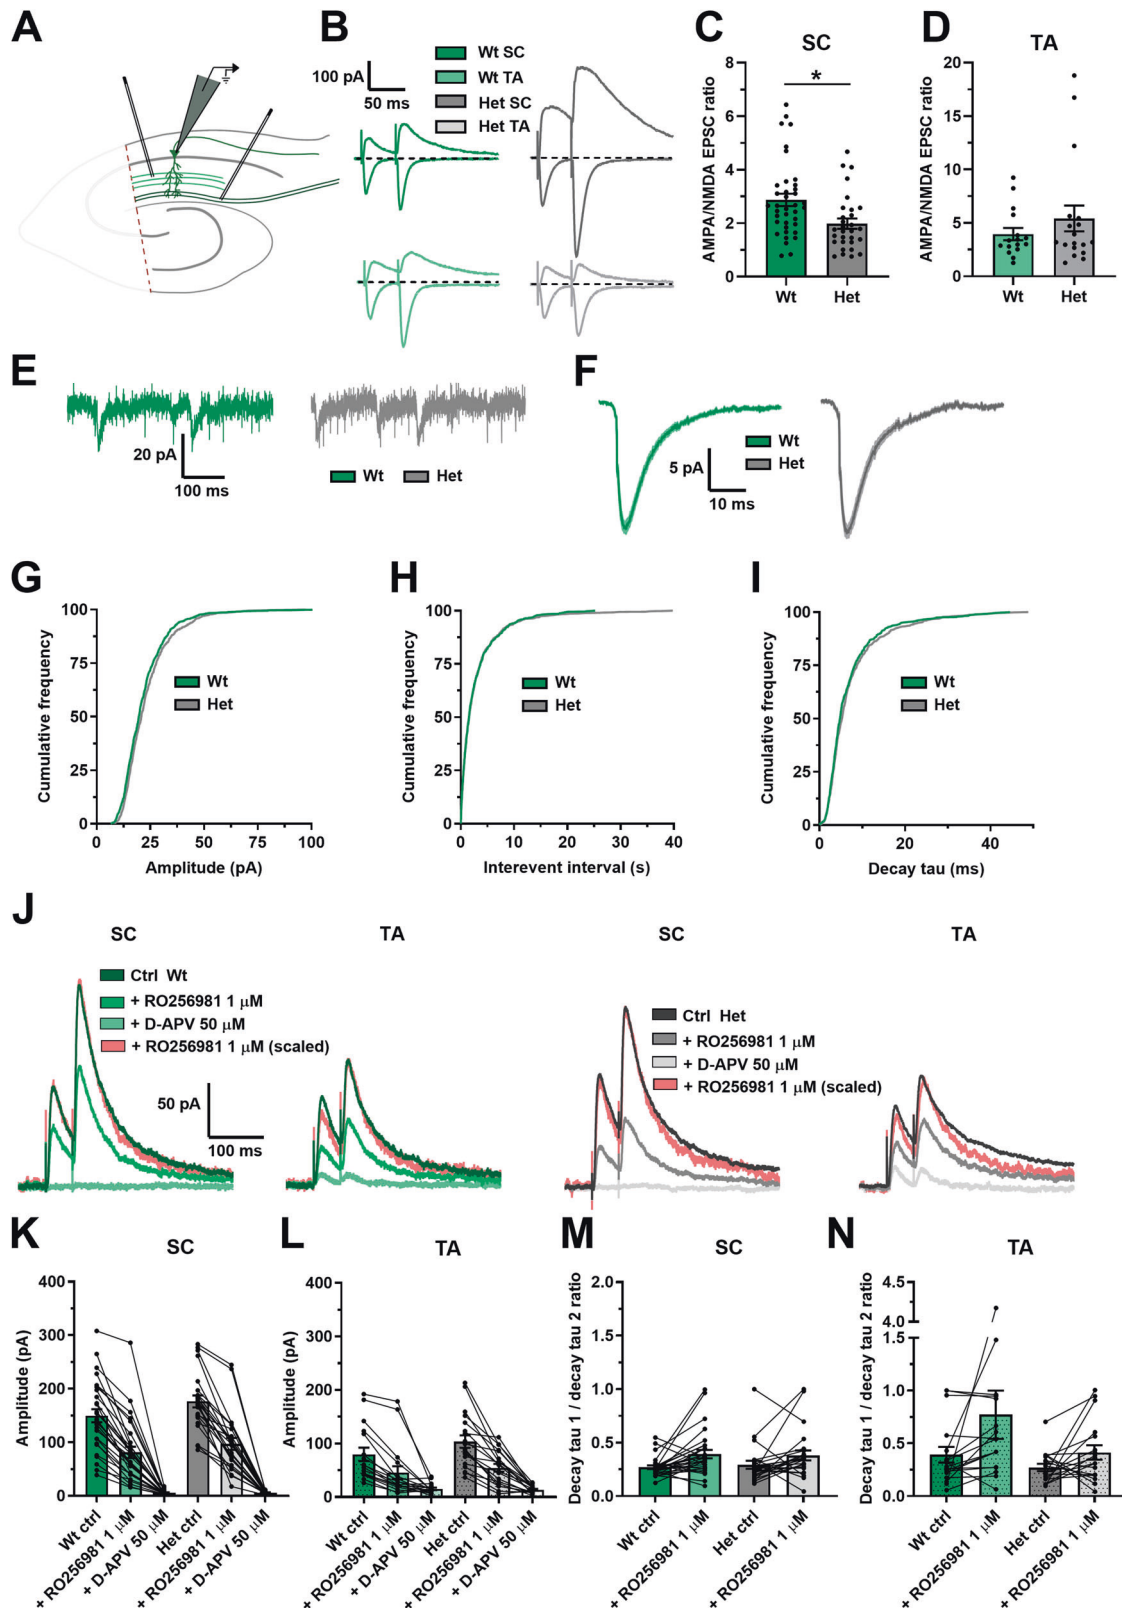 A
B
Wt SC
Wt TA
Het SC
Het TA
100 pA
50 ms
C
SC
AMPA/NMDA EPSC ratio
8
6
4
2
0
*
Wt
Het
D
TA
AMPA/NMDA EPSC ratio
20
15
10
5
0
Wt
Het
E
20 pA
100 ms
Wt
Het
F
5 pA
10 ms
Wt
Het
G
Cumulative frequency
100
75
50
25
0
Wt
Het
0 25 50 75 100
Amplitude (pA)
H
Cumulative frequency
100
75
50
25
0
Wt
Het
0 10 20 30 40
Interevent interval (s)
I
Cumulative frequency
100
75
50
25
0
Wt
Het
0 20 40
Decay tau (ms)
J
SC
TA
Ctrl Wt
+ RO256981 1 μM
+ D-APV 50 μM
+ RO256981 1 μM (scaled)
50 pA
100 ms
SC
TA
Ctrl Het
+ RO256981 1 μM
+ D-APV 50 μM
+ RO256981 1 μM (scaled)
K
SC
Amplitude (pA)
400
300
200
100
0
Wt ctrl
+ RO256981 1 μM
+ D-APV 50 μM
Het ctrl
+ RO256981 1 μM
+ D-APV 50 μM
L
TA
Amplitude (pA)
400
300
200
100
0
Wt ctrl
+ RO256981 1 μM
+ D-APV 50 μM
Het ctrl
+ RO256981 1 μM
+ D-APV 50 μM
M
SC
Decay tau 1 / decay tau 2 ratio
2.0
1.5
1.0
0.5
0.0
Wt ctrl
+ RO256981 1 μM
Het ctrl
+ RO256981 1 μM
N
TA
Decay tau 1 / decay tau 2 ratio
4.5
4.0
1.5
1.0
0.5
0.0
Wt ctrl
+ RO256981 1 μM
Het ctrl
+ RO256981 1 μM